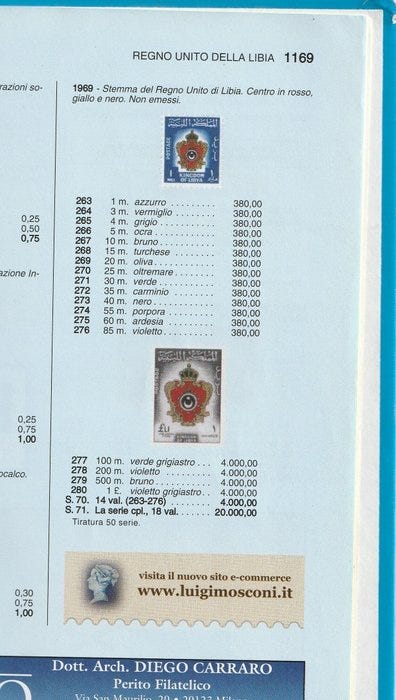 REGNO UNITO DELLA LIBIA 1169
razioni so-
1969 - Stemma del Regno Unito di Libia. Centro in rosso,
giallo e nero. Non emessi.
POSTAGE
KINGDOM
OF LIBYA
263 1 m. azzurro ......... 380,00
264 3 m. vermiglio ........ 380,00
265 4 m. grigio .......... 380,00
266 5 m. ocra ........... 380,00
267 10 m. bruno .......... 380,00
268 15 m. turchese ........ 380,00
269 20 m. oliva ........... 380,00
270 25 m. oltremare ....... 380,00
271 30 m. verde .......... 380,00
272 35 m. carminio ........ 380,00
273 40 m. nero ........... 380,00
274 55 m. porpora ........ 380,00
275 60 m. ardesia ........ 380,00
276 85 m. violetto ......... 380,00
0,25
0,50
0,75
azione In-
£L1
277 100 m. verde grigiastro ... 4.000,00
278 200 m. violetto ......... 4.000,00
279 500 m. bruno .......... 4.000,00
280 1 £. violetto grigiastro .. 4.000,00
S. 70. 14 val. (263-276) ....... 4.000,00
S. 71. La serie cpl., 18 val. ...... 20.000,00
Tiratura 50 serie.
0,25
0,75
1,00
ocalco.
0,30
0,75
1,00
visita il nuovo sito e-commerce
www.luigimosconi.it
Dott. Arch. DIEGO CARRARO
Perito Filatelico
Via San Maurilio, 20 • 20123 Milano